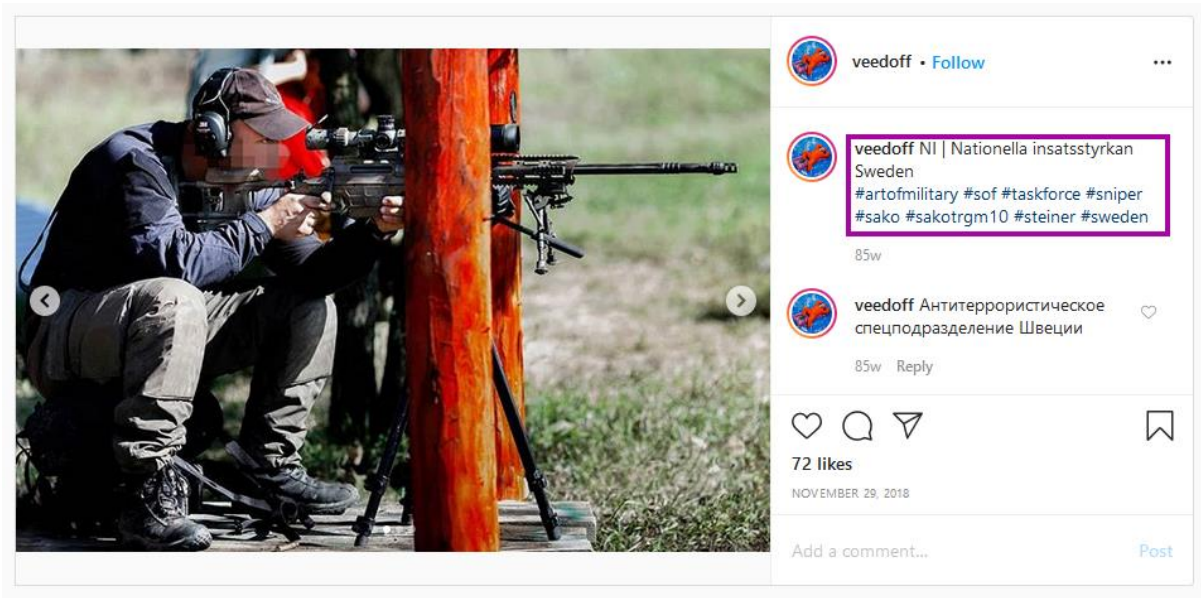 veedoff • Follow
veedoff NI | Nationella insatsstyrkan
Sweden
#artofmilitary #sof #taskforce #sniper
#sako #sakotrgm10 #steiner #sweden
85w
veedoff Антитеррористическое
спецподразделение Швеции
85w Reply
72 likes
NOVEMBER 29, 2018
Add a comment...
Post